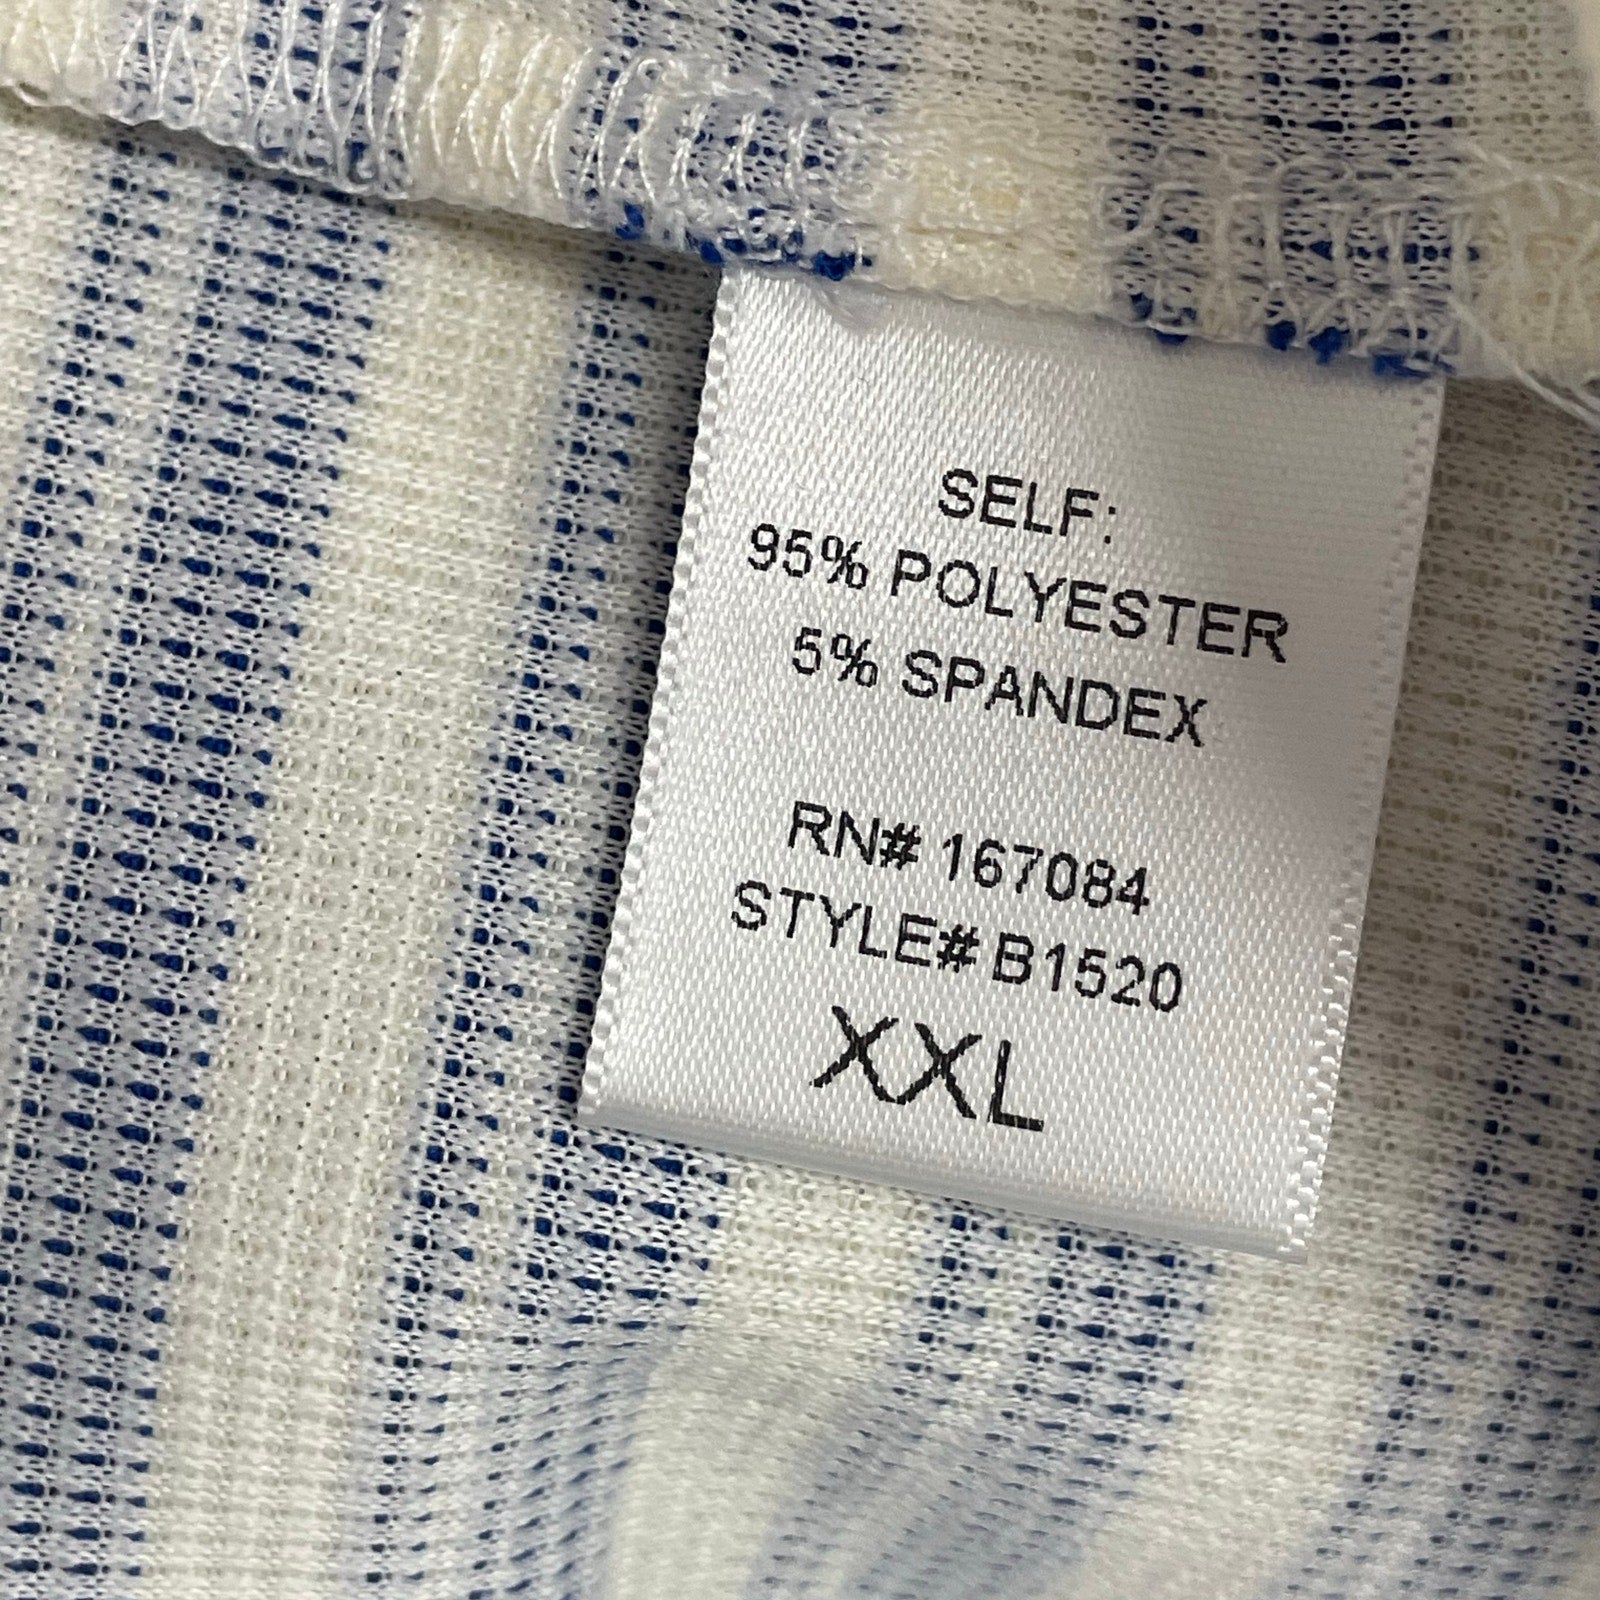 SELF:
95% POLYESTER
5% SPANDEX
RN# 167084
STYLE# B1520
XXL